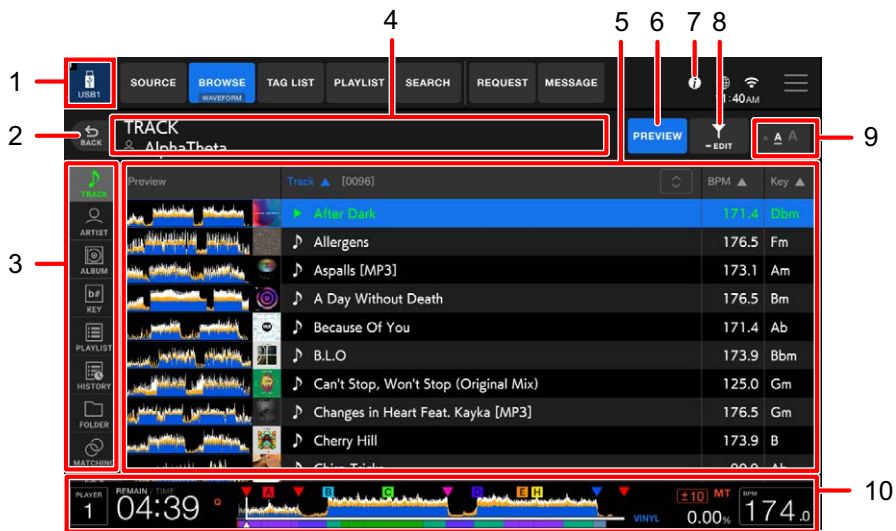 4 5 6 7 8
1
USB1
SOURCE BROWSE TAG LIST PLAYLIST SEARCH REQUEST MESSAGE
WAVEFORM
i
11:40AM
2
BACK
TRACK
AlphaTheta
PREVIEW
-EDIT
A A A
9
3
TRACK
ARTIST
ALBUM
b#
KEY
PLAYLIST
HISTORY
FOLDER
MATCHING
Preview Track ▲ [0096] BPM ▲ Key ▲
After Dark 171.4 Dbm
Allergens 176.5 Fm
Aspalls [MP3] 173.1 Am
A Day Without Death 176.5 Bm
Because Of You 171.4 Ab
B.L.O 173.9 Bbm
Can't Stop, Won't Stop (Original Mix) 125.0 Gm
Changes in Heart Feat. Kayka [MP3] 176.5 Gm
Cherry Hill 173.9 B
PLAYER
1
REMAIN / TIME
04:39
A B C D E H
VINYL
±10 MT
0.00%
BPM
174.0
10